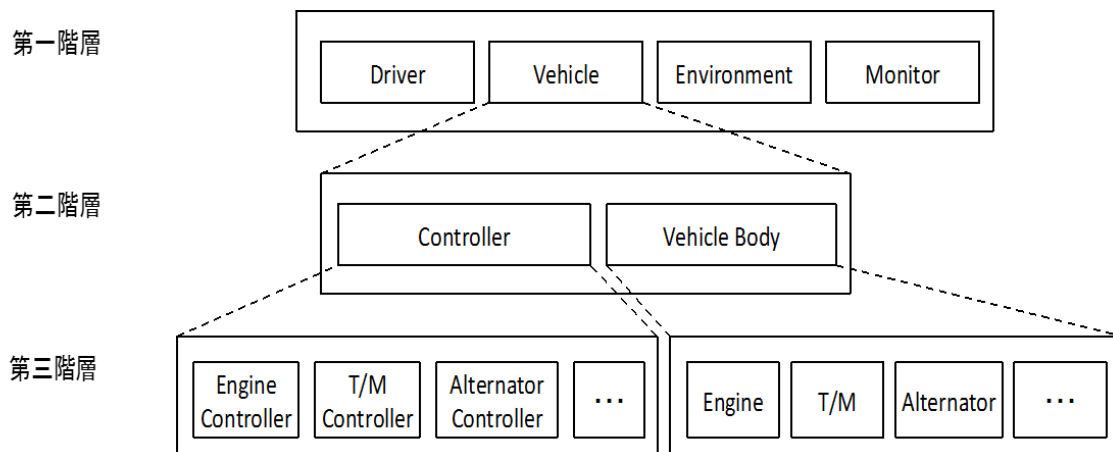 第一階層
Driver
Vehicle
Environment
Monitor
第二階層
Controller
Vehicle Body
第三階層
Engine
Controller
T/M
Controller
Alternator
Controller
…
Engine
T/M
Alternator
…